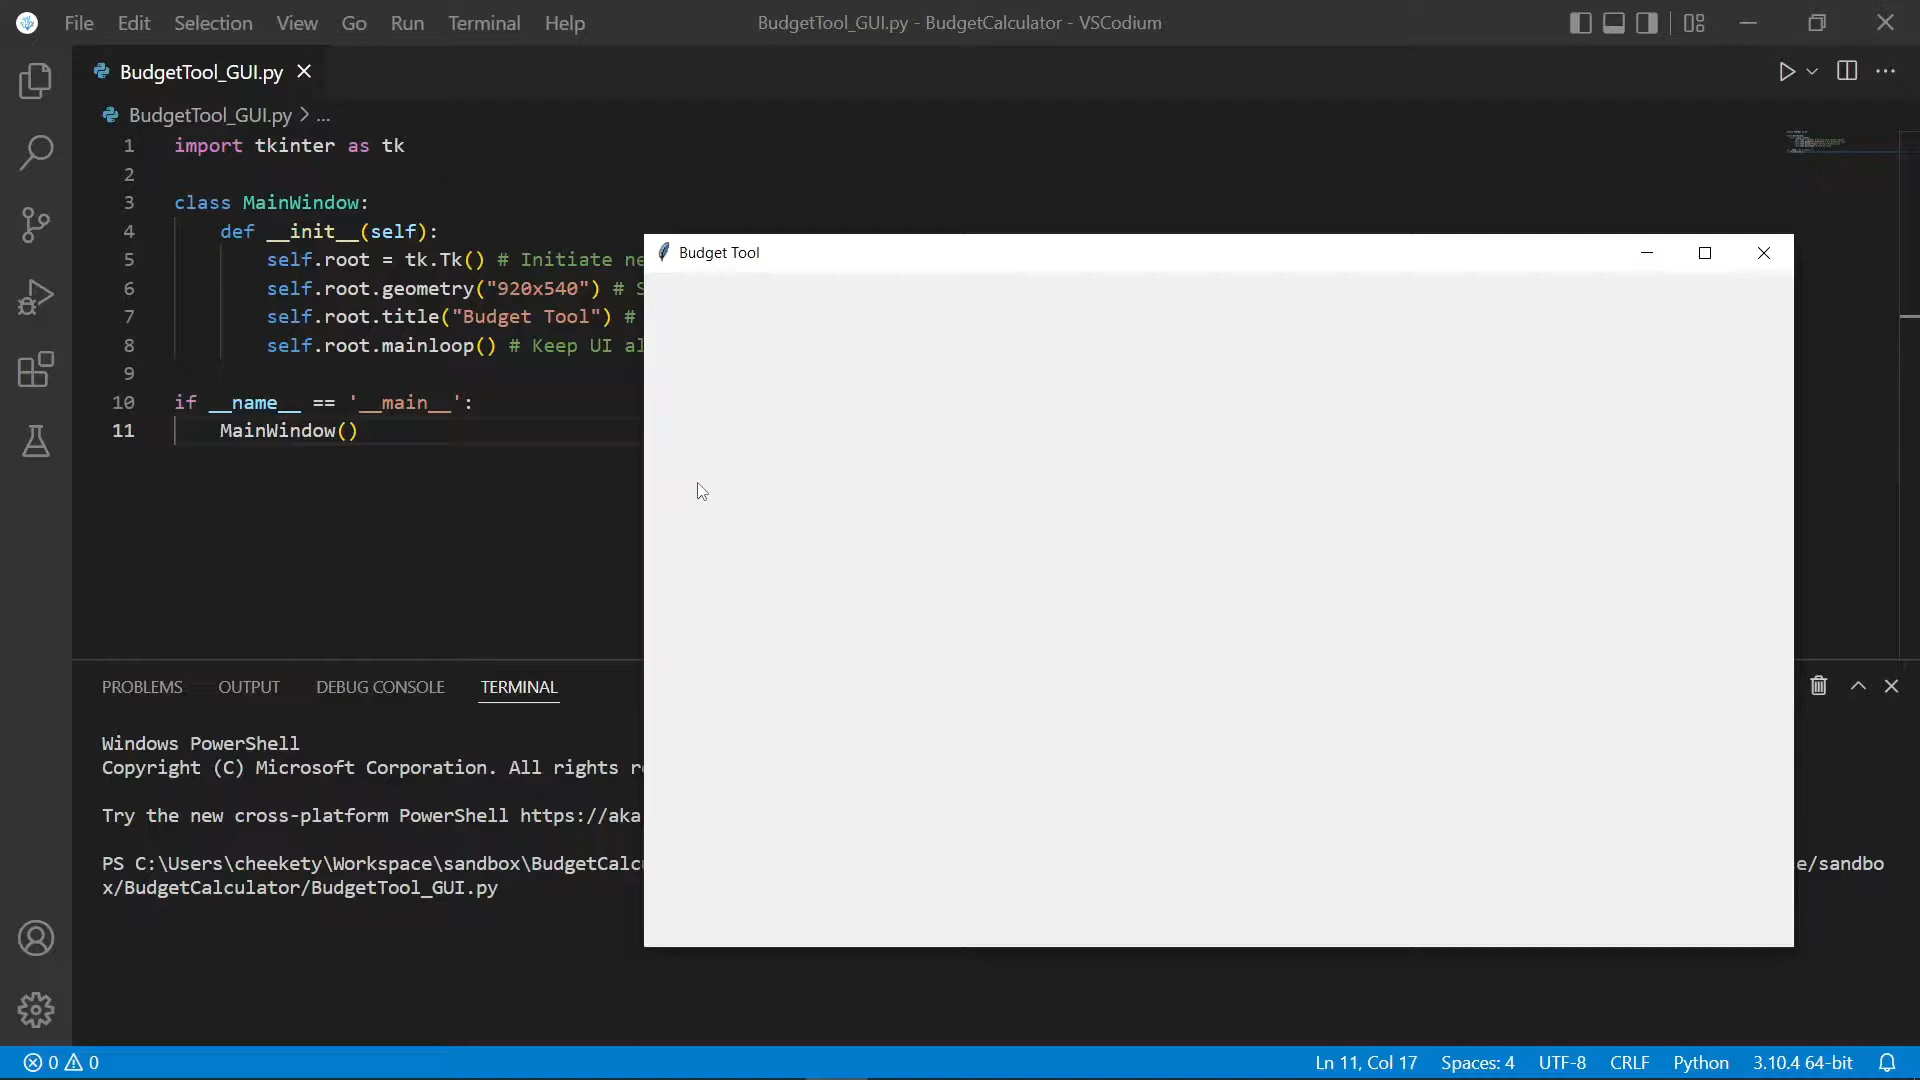 File Edit Selection View Go Run Terminal Help BudgetTool_GUI.py - BudgetCalculator - VSCodium
BudgetTool_GUI.py
BudgetTool_GUI.py > ...
1 import tkinter as tk
2
3 class MainWindow:
4 def __init__(self):
5 self.root = tk.Tk() # Initiate ne
6 self.root.geometry("920x540") # S
7 self.root.title("Budget Tool") #
8 self.root.mainloop() # Keep UI al
9
10 if __name__ == '__main__':
11 MainWindow()
Budget Tool
PROBLEMS OUTPUT DEBUG CONSOLE TERMINAL
Windows PowerShell
Copyright (C) Microsoft Corporation. All rights r
Try the new cross-platform PowerShell https://aka
PS C:\Users\cheekety\Workspace\sandbox\BudgetCalc e/sandbo
x/BudgetCalculator/BudgetTool_GUI.py
0 0 Ln 11, Col 17 Spaces: 4 UTF-8 CRLF Python 3.10.4 64-bit